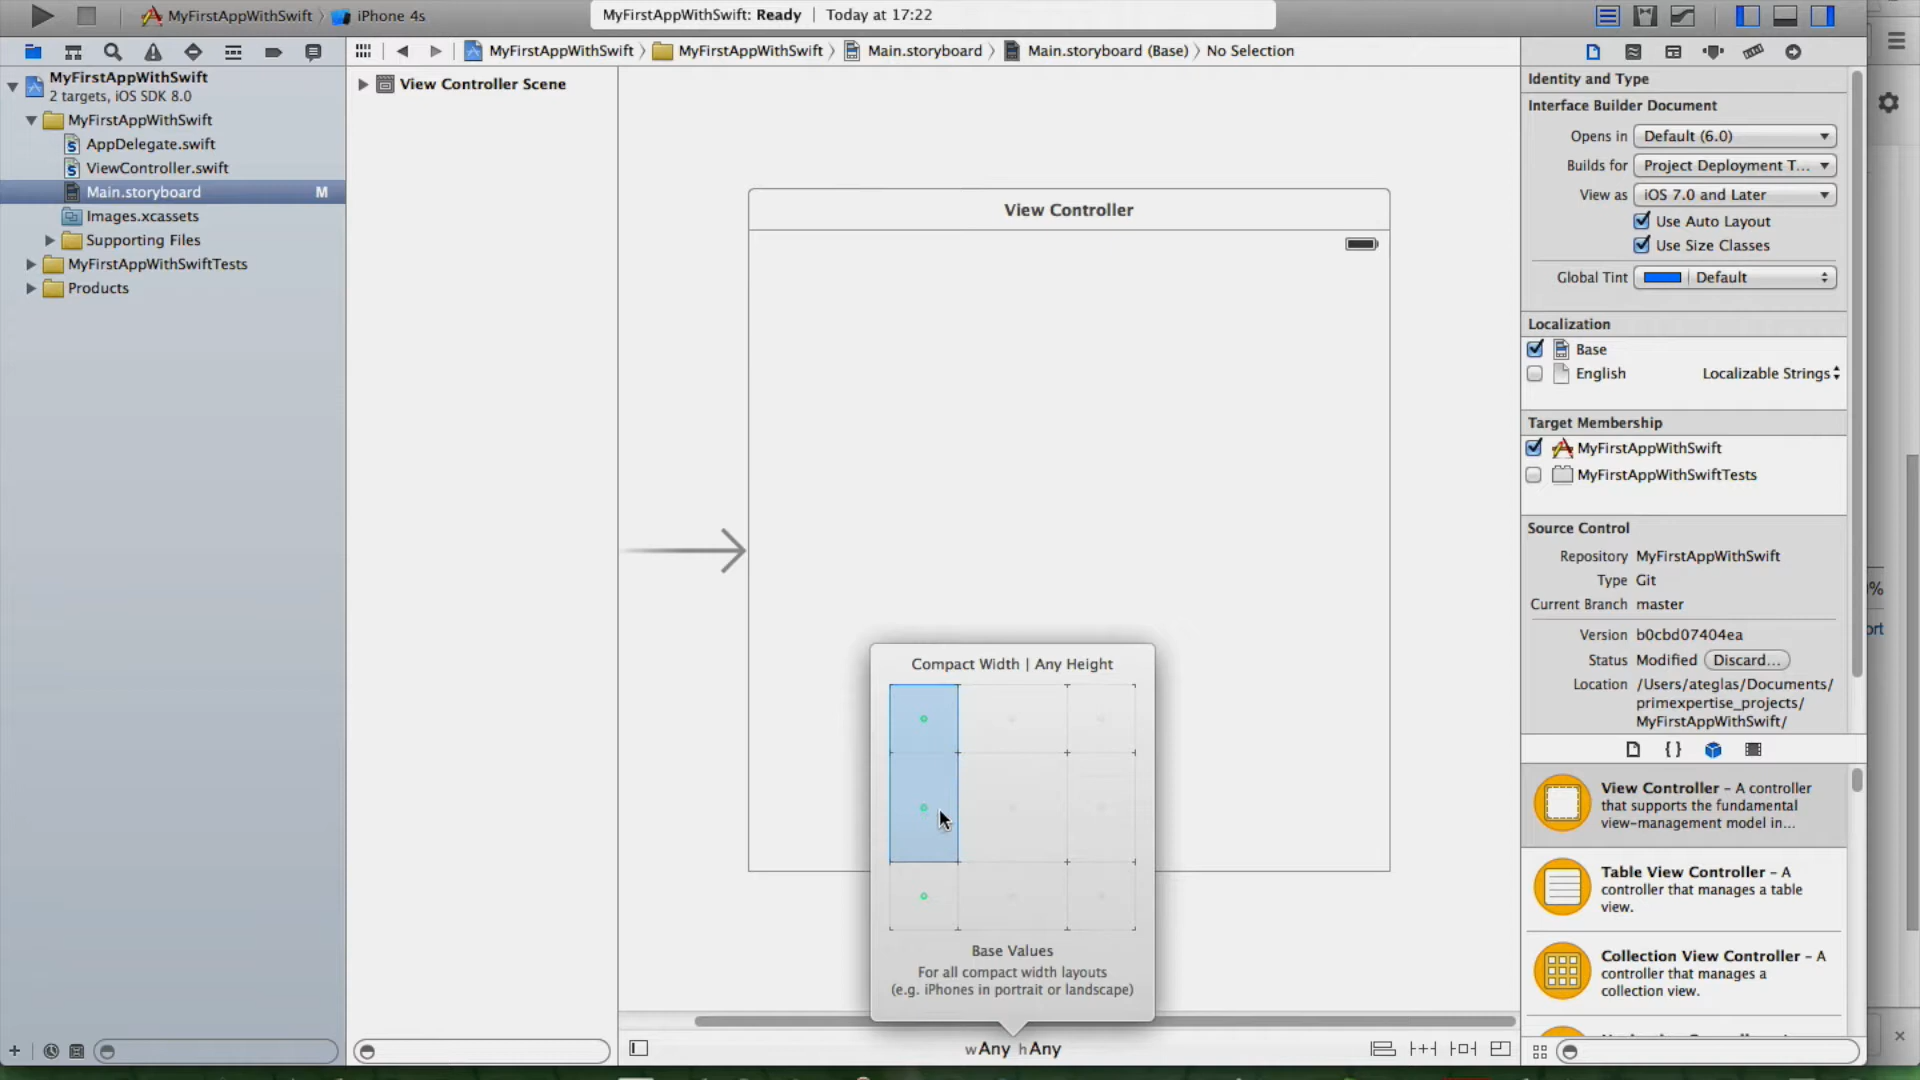 MyFirstAppWithSwift 〉 iPhone 4s
MyFirstAppWithSwift: Ready | Today at 17:22
MyFirstAppWithSwift 〉 MyFirstAppWithSwift 〉 Main.storyboard 〉 Main.storyboard (Base) 〉 No Selection
MyFirstAppWithSwift
2 targets, iOS SDK 8.0
MyFirstAppWithSwift
AppDelegate.swift
ViewController.swift
Main.storyboard M
Images.xcassets
Supporting Files
MyFirstAppWithSwiftTests
Products
View Controller Scene
View Controller
Compact Width | Any Height
Base Values
For all compact width layouts
(e.g. iPhones in portrait or landscape)
wAny hAny
Identity and Type
Interface Builder Document
Opens in Default (6.0)
Builds for Project Deployment T...
View as iOS 7.0 and Later
Use Auto Layout
Use Size Classes
Global Tint Default
Localization
Base
English Localizable Strings
Target Membership
MyFirstAppWithSwift
MyFirstAppWithSwiftTests
Source Control
Repository MyFirstAppWithSwift
Type Git
Current Branch master
Version b0cbd07404ea
Status Modified Discard...
Location /Users/ateglas/Documents/
primexpertise_projects/
MyFirstAppWithSwift/
View Controller – A controller
that supports the fundamental
view-management model in...
Table View Controller – A
controller that manages a table
view.
Collection View Controller – A
controller that manages a
collection view.
%
ort